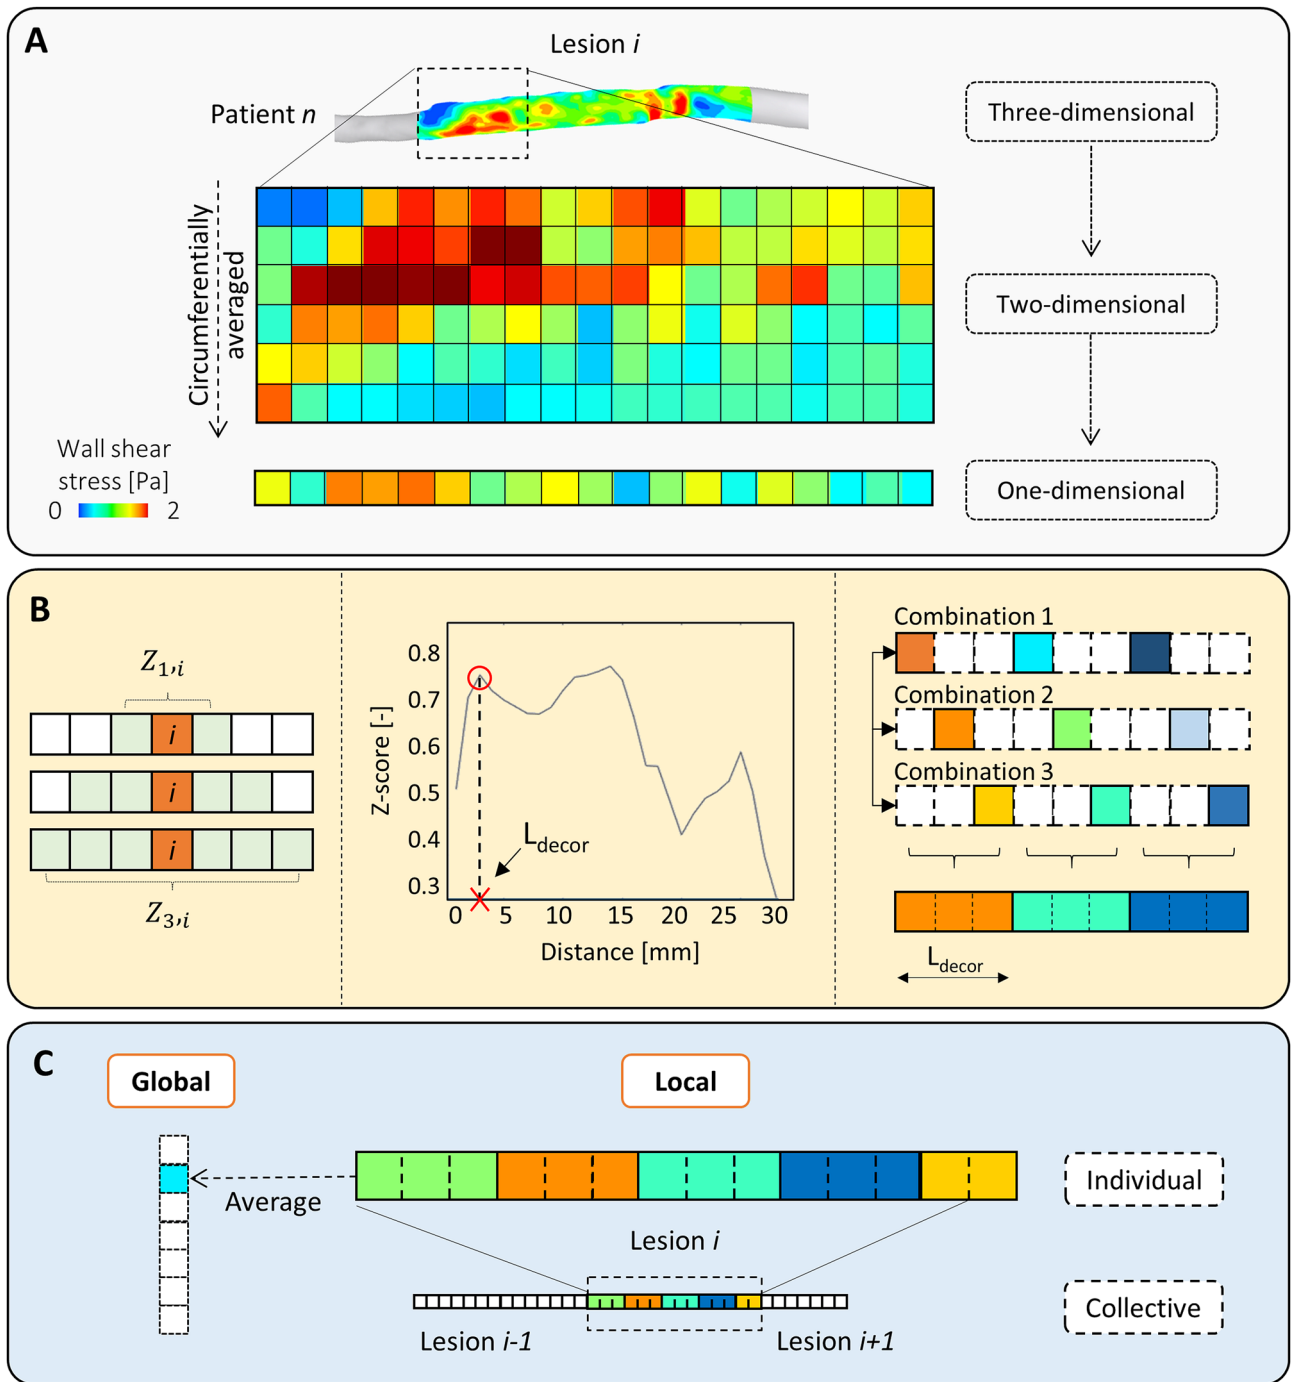 A
Lesion i
Patient n
Three-dimensional
Circumferentially
averaged
Two-dimensional
Wall shear
stress [Pa]
0 2
One-dimensional
B
Z1,i
i
i
i
Z3,i
0.8
0.7
0.6
0.5
0.4
0.3
Z-score [-]
Ldecor
0 5 10 15 20 25 30
Distance [mm]
Combination 1
Combination 2
Combination 3
Ldecor
C
Global
Local
Average
Individual
Lesion i
Collective
Lesion i-1
Lesion i+1